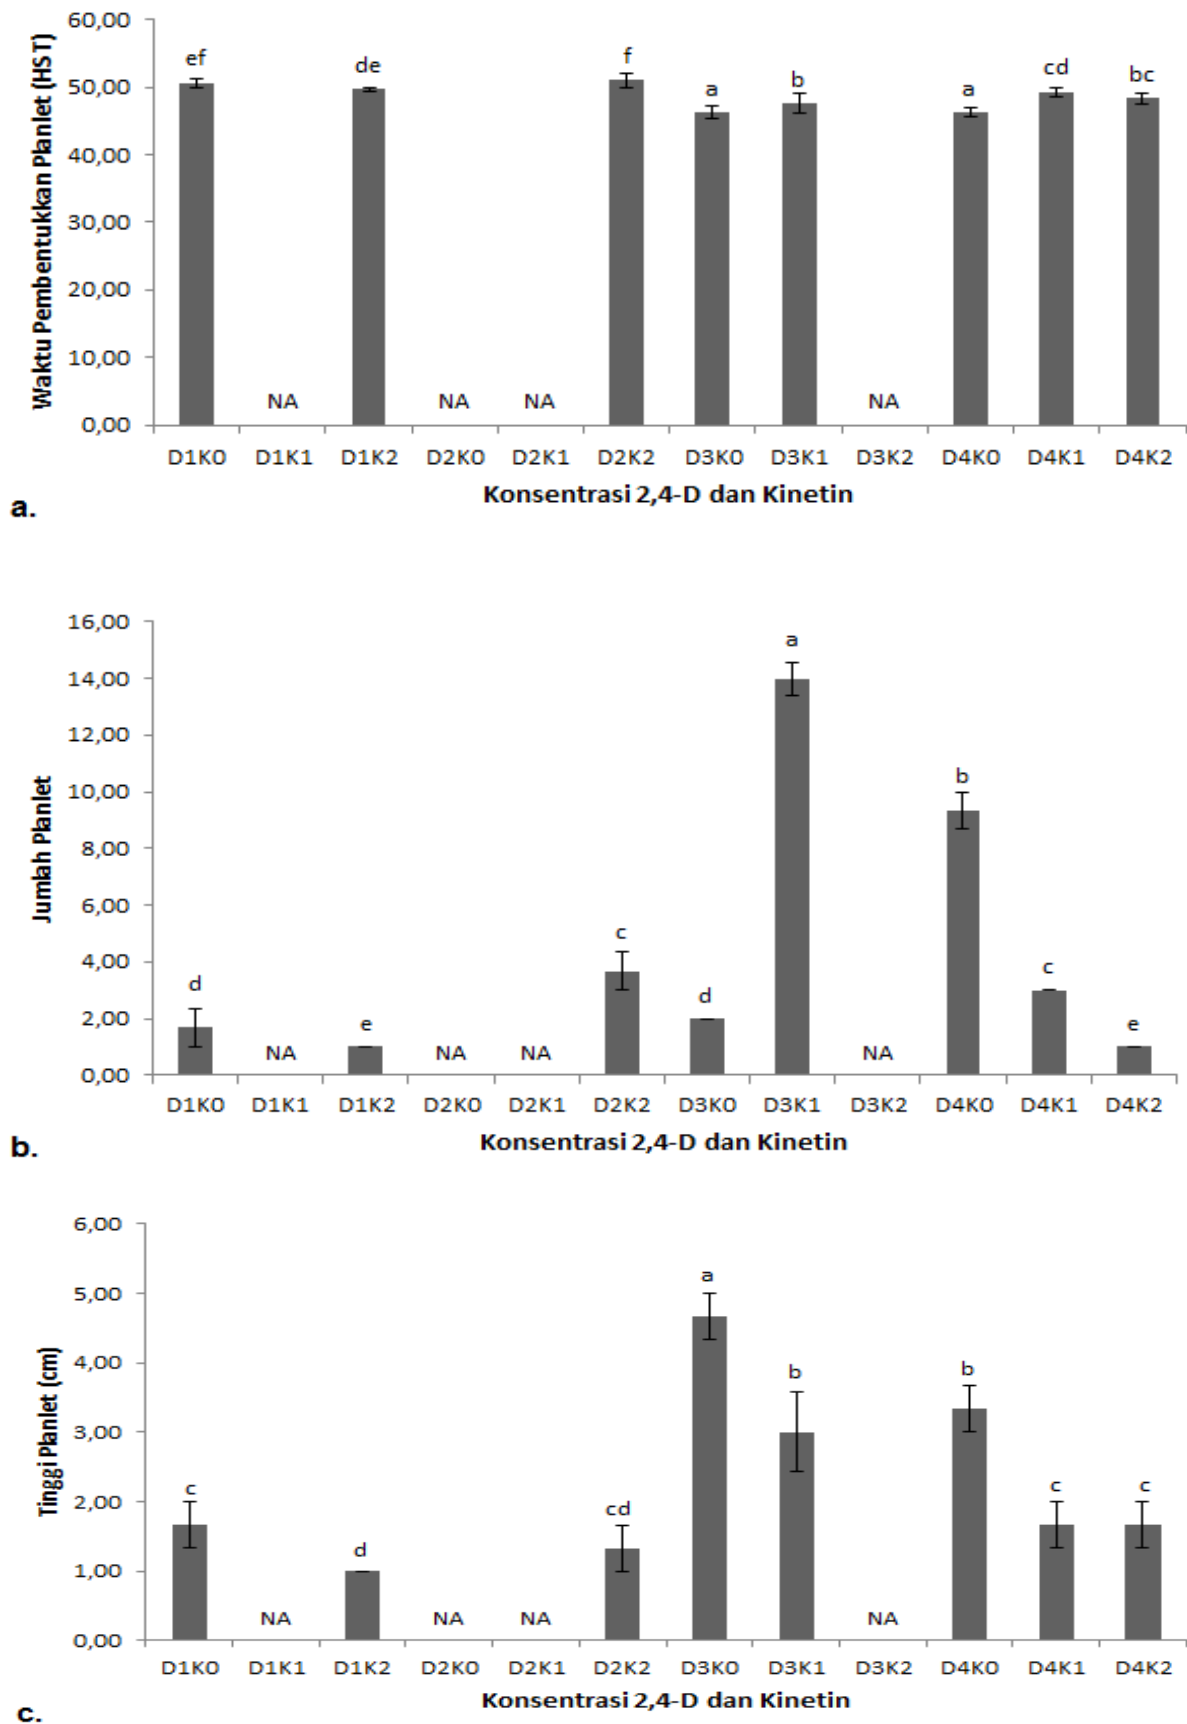 60,00
50,00
40,00
30,00
20,00
10,00
0,00
Waktu Pembentukkan Planlet (HST)
ef
NA
de
NA
NA
f
a
b
NA
a
cd
bc
D1K0 D1K1 D1K2 D2K0 D2K1 D2K2 D3K0 D3K1 D3K2 D4K0 D4K1 D4K2
Konsentrasi 2,4-D dan Kinetin
a.
16,00
14,00
12,00
10,00
8,00
6,00
4,00
2,00
0,00
Jumlah Planlet
d
NA
e
NA
NA
c
d
a
NA
b
c
e
D1K0 D1K1 D1K2 D2K0 D2K1 D2K2 D3K0 D3K1 D3K2 D4K0 D4K1 D4K2
Konsentrasi 2,4-D dan Kinetin
b.
6,00
5,00
4,00
3,00
2,00
1,00
0,00
Tinggi Planlet (cm)
c
NA
d
NA
NA
cd
a
b
NA
b
c
c
D1K0 D1K1 D1K2 D2K0 D2K1 D2K2 D3K0 D3K1 D3K2 D4K0 D4K1 D4K2
Konsentrasi 2,4-D dan Kinetin
c.